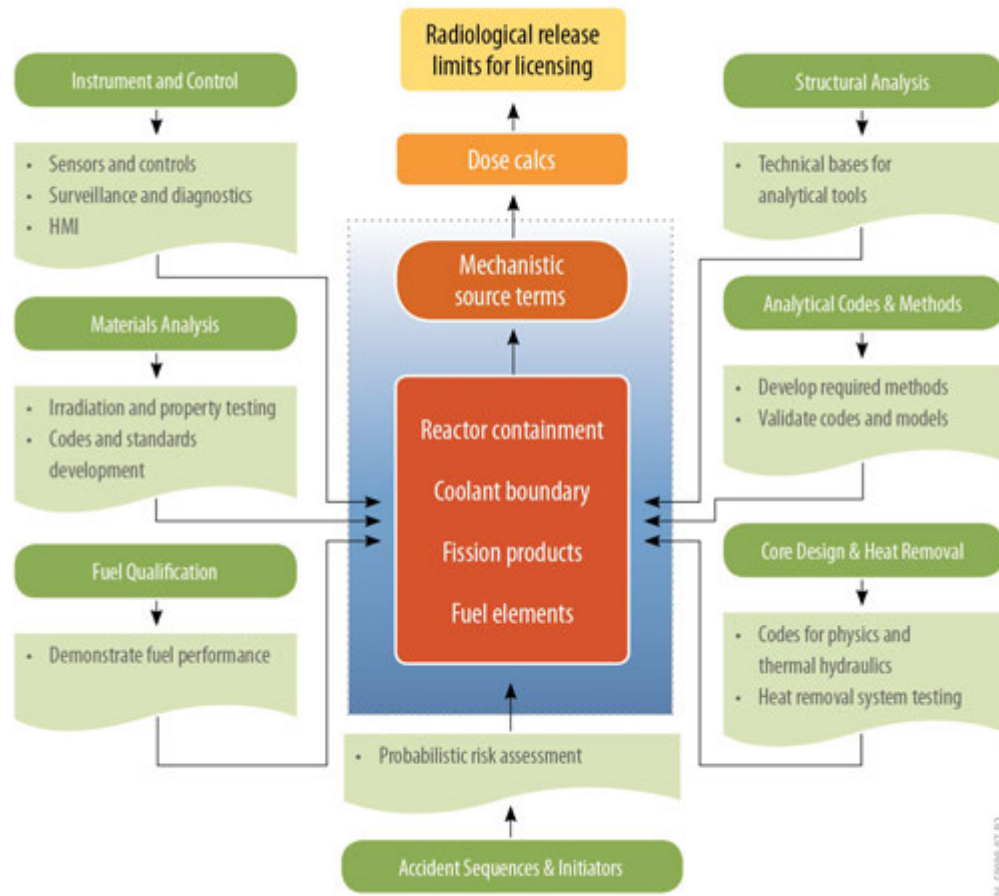 Radiological release
limits for licensing
Dose calcs
Mechanistic
source terms
Reactor containment
Coolant boundary
Fission products
Fuel elements
Instrument and Control
• Sensors and controls
• Surveillance and diagnostics
• HMI
Materials Analysis
• Irradiation and property testing
• Codes and standards
development
Fuel Qualification
• Demonstrate fuel performance
Structural Analysis
• Technical bases for
analytical tools
Analytical Codes & Methods
• Develop required methods
• Validate codes and models
Core Design & Heat Removal
• Codes for physics and
thermal hydraulics
• Heat removal system testing
• Probabilistic risk assessment
Accident Sequences & Initiators